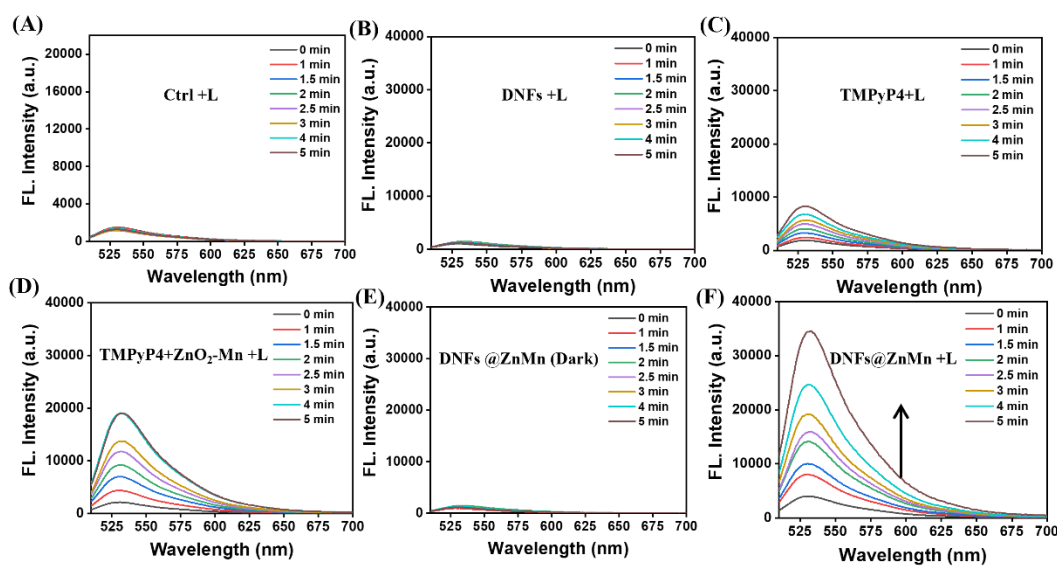 (A)
FL. Intensity (a.u.)
20000
16000
12000
8000
4000
0
Ctrl +L
0 min
1 min
1.5 min
2 min
2.5 min
3 min
4 min
5 min
525 550 575 600 625 650 675 700
Wavelength (nm)
(B)
FL. Intensity (a.u.)
40000
30000
20000
10000
0
DNFs +L
0 min
1 min
1.5 min
2 min
2.5 min
3 min
4 min
5 min
525 550 575 600 625 650 675 700
Wavelength (nm)
(C)
FL. Intensity (a.u.)
40000
30000
20000
10000
0
TMPyP4+L
0 min
1 min
1.5 min
2 min
2.5 min
3 min
4 min
5 min
525 550 575 600 625 650 675 700
Wavelength (nm)
(D)
FL. Intensity (a.u.)
40000
30000
20000
10000
0
TMPyP4+ZnO₂-Mn +L
0 min
1 min
1.5 min
2 min
2.5 min
3 min
4 min
5 min
525 550 575 600 625 650 675 700
Wavelength (nm)
(E)
FL. Intensity (a.u.)
40000
30000
20000
10000
0
DNFs @ZnMn (Dark)
0 min
1 min
1.5 min
2 min
2.5 min
3 min
4 min
5 min
525 550 575 600 625 650 675 700
Wavelength (nm)
(F)
FL. Intensity (a.u.)
40000
30000
20000
10000
0
DNFs@ZnMn +L
0 min
1 min
1.5 min
2 min
2.5 min
3 min
4 min
5 min
525 550 575 600 625 650 675 700
Wavelength (nm)